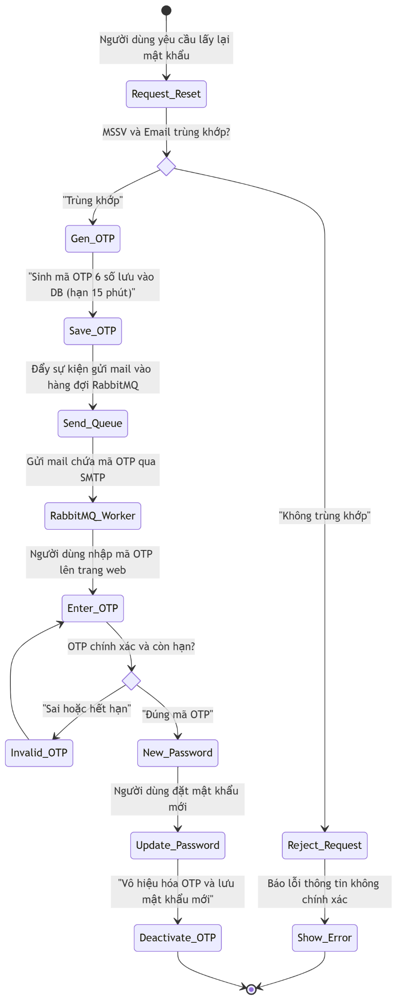 Người dùng yêu cầu lấy lại
mật khẩu
Request_Reset
MSSV và Email trùng khớp?
"Trùng khớp"
Gen_OTP
"Sinh mã OTP 6 số lưu vào
DB (hạn 15 phút)"
Save_OTP
Đẩy sự kiện gửi mail vào
hàng đợi RabbitMQ
Send_Queue
Gửi mail chứa mã OTP qua
SMTP
RabbitMQ_Worker
"Không trùng khớp"
Người dùng nhập mã OTP
lên trang web
Enter_OTP
OTP chính xác và còn hạn?
"Sai hoặc hết hạn"
"Đúng mã OTP"
Invalid_OTP
New_Password
Người dùng đặt mật khẩu
mới
Update_Password
Reject_Request
"Vô hiệu hóa OTP và lưu
mật khẩu mới"
Báo lỗi thông tin không
chính xác
Deactivate_OTP
Show_Error